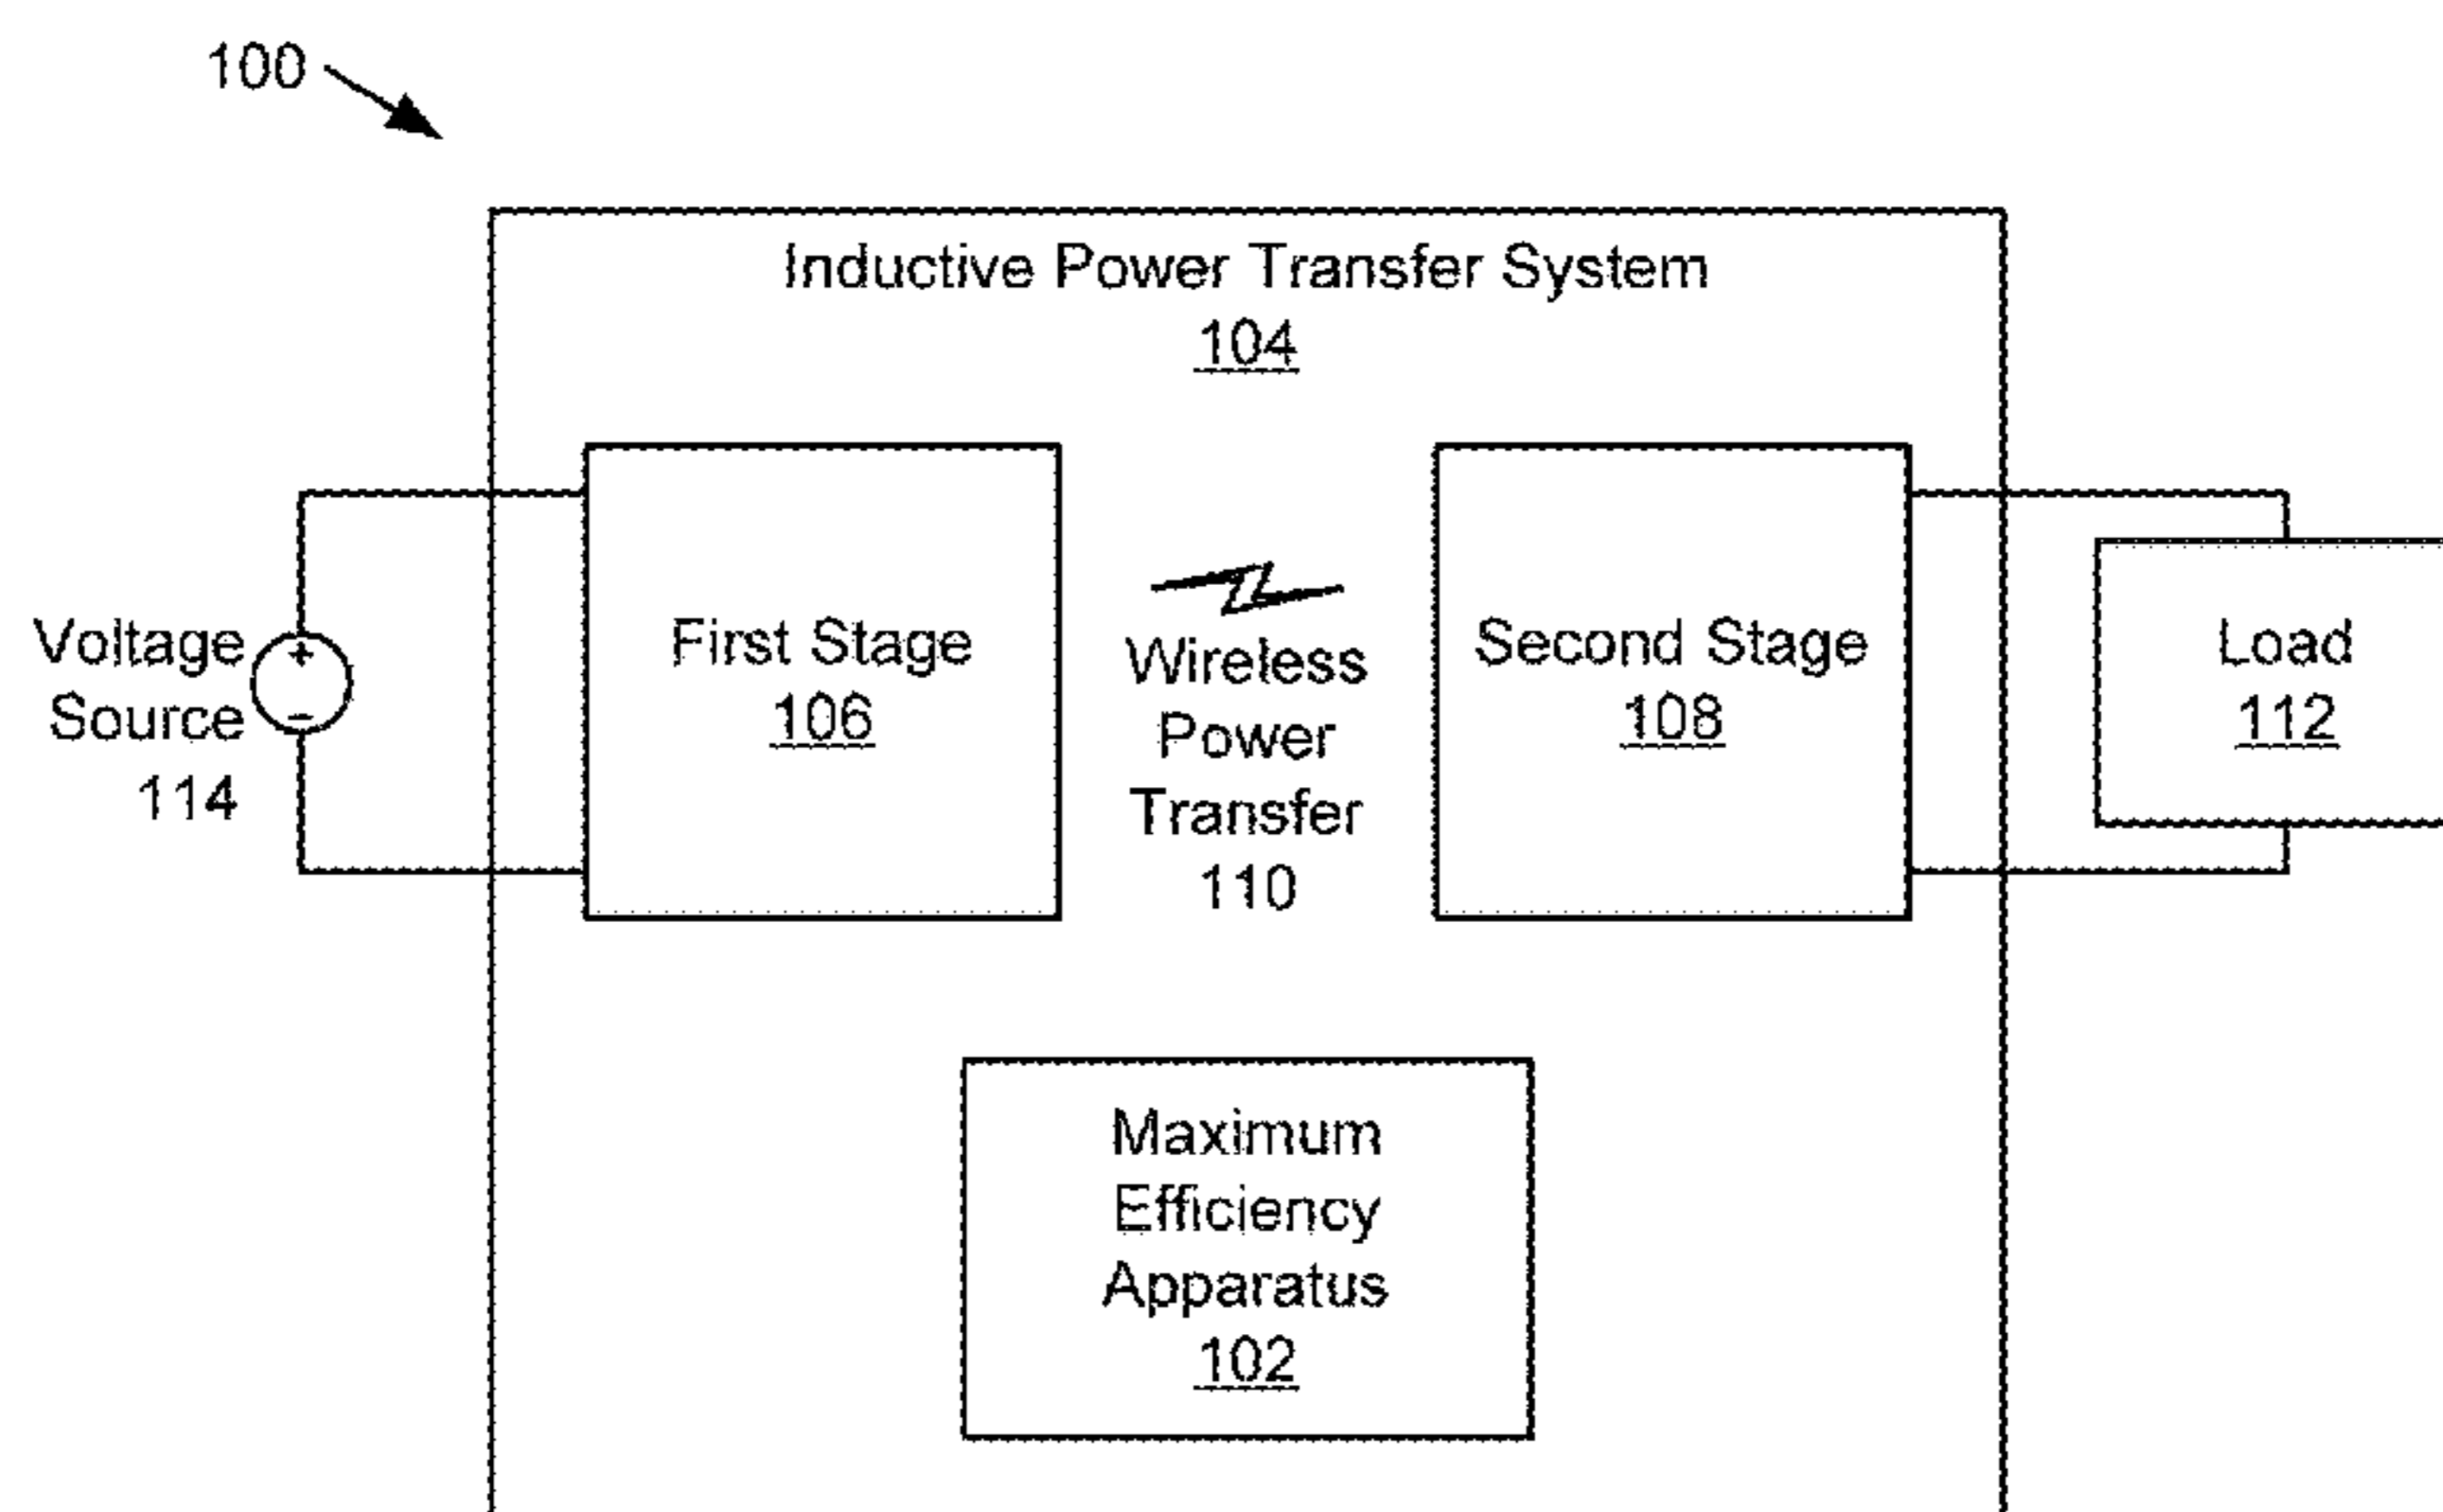 100
Inductive Power Transfer System
104
Voltage
Source
114
+
−
First Stage
106
Wireless
Power
Transfer
110
Second Stage
108
Load
112
Maximum
Efficiency
Apparatus
102